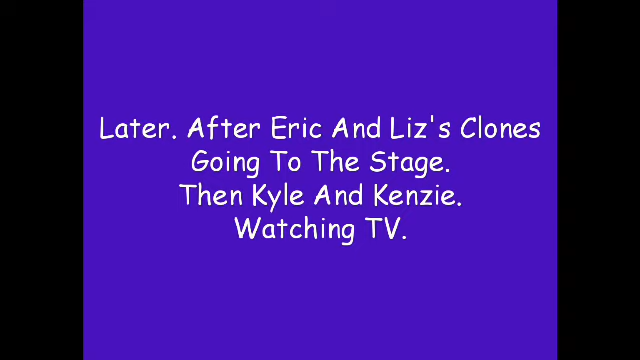 Later. After Eric And Liz's Clones
Going To The Stage.
Then Kyle And Kenzie.
Watching TV.